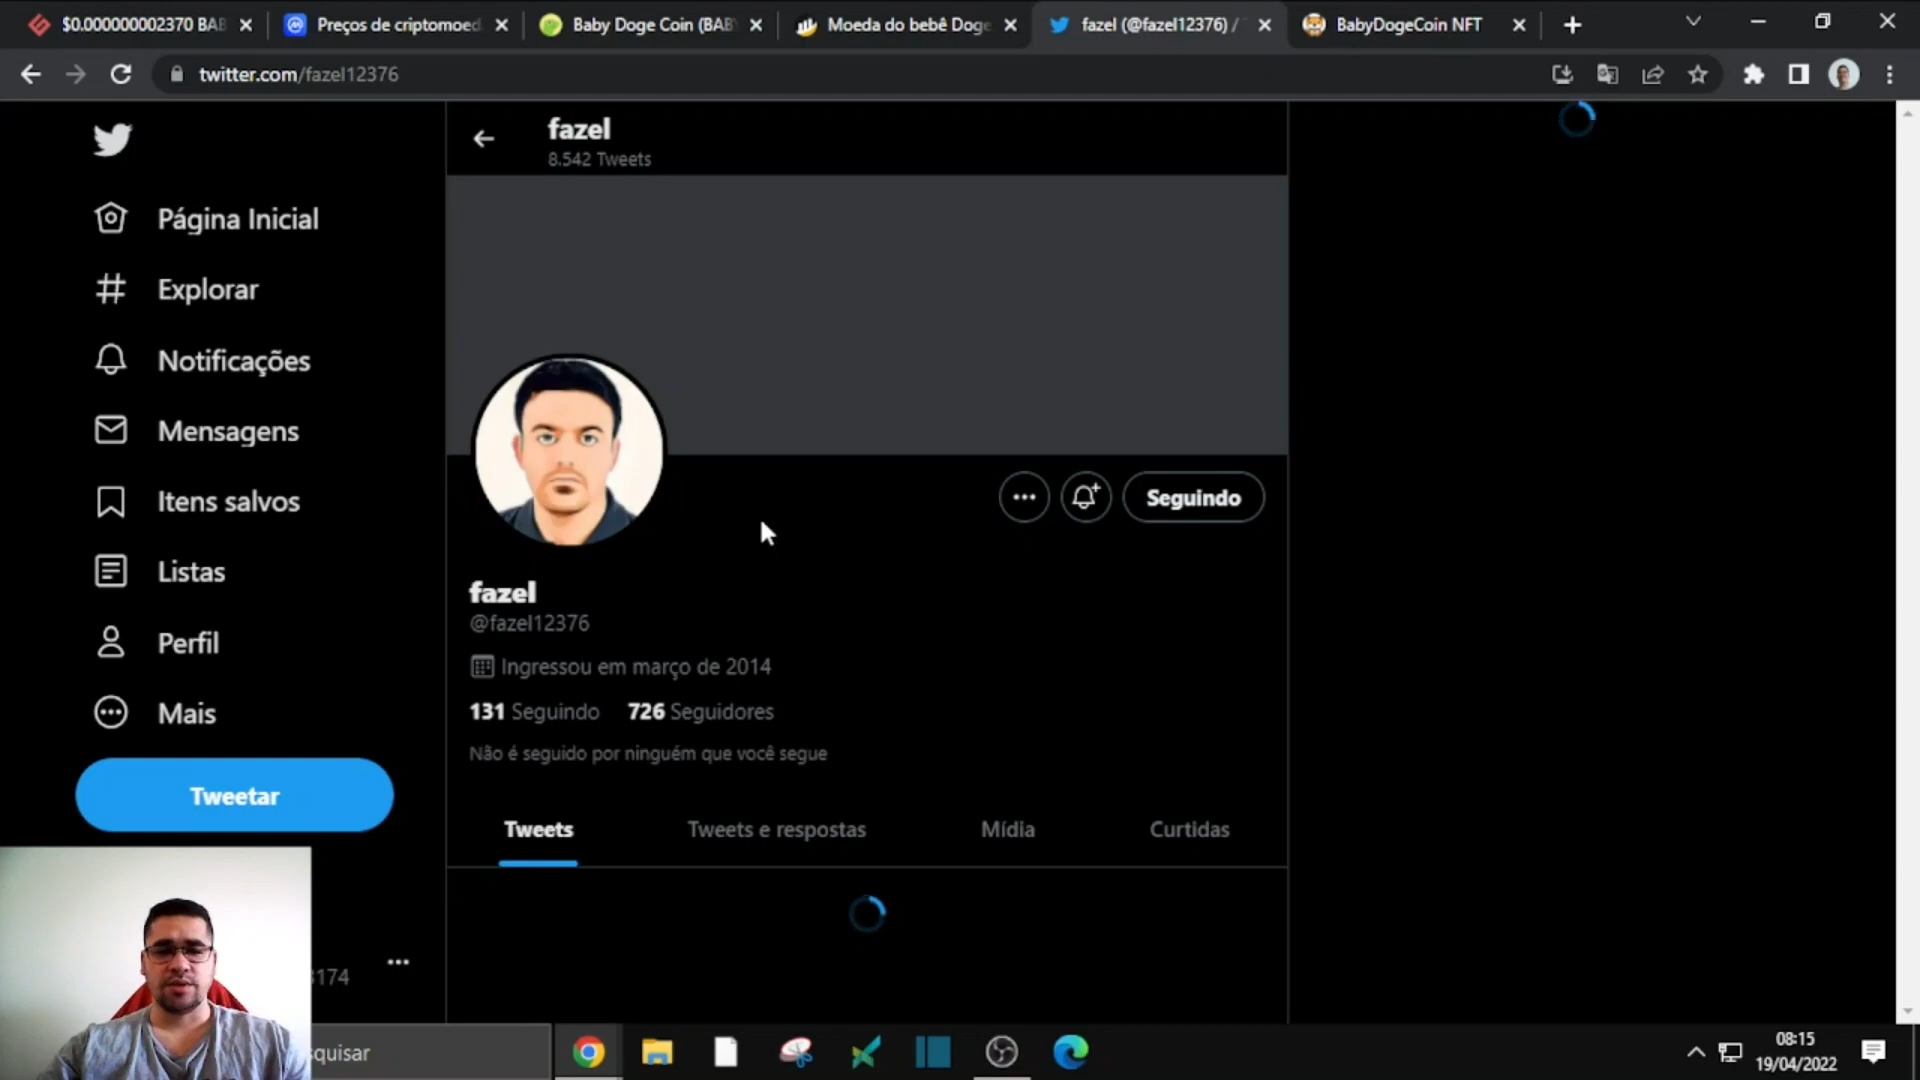 $0.000000002370 BAB
Preços de criptomoed
Baby Doge Coin (BAB
Moeda do bebê Doge
fazel (@fazel12376) /
BabyDogeCoin NFT
twitter.com/fazel12376
fazel
8.542 Tweets
Página Inicial
Explorar
Notificações
Mensagens
Itens salvos
Listas
Perfil
Mais
Tweetar
Seguindo
fazel
@fazel12376
Ingressou em março de 2014
131 Seguindo 726 Seguidores
Não é seguido por ninguém que você segue
Tweets
Tweets e respostas
Mídia
Curtidas
3174
squisar
08:15
19/04/2022